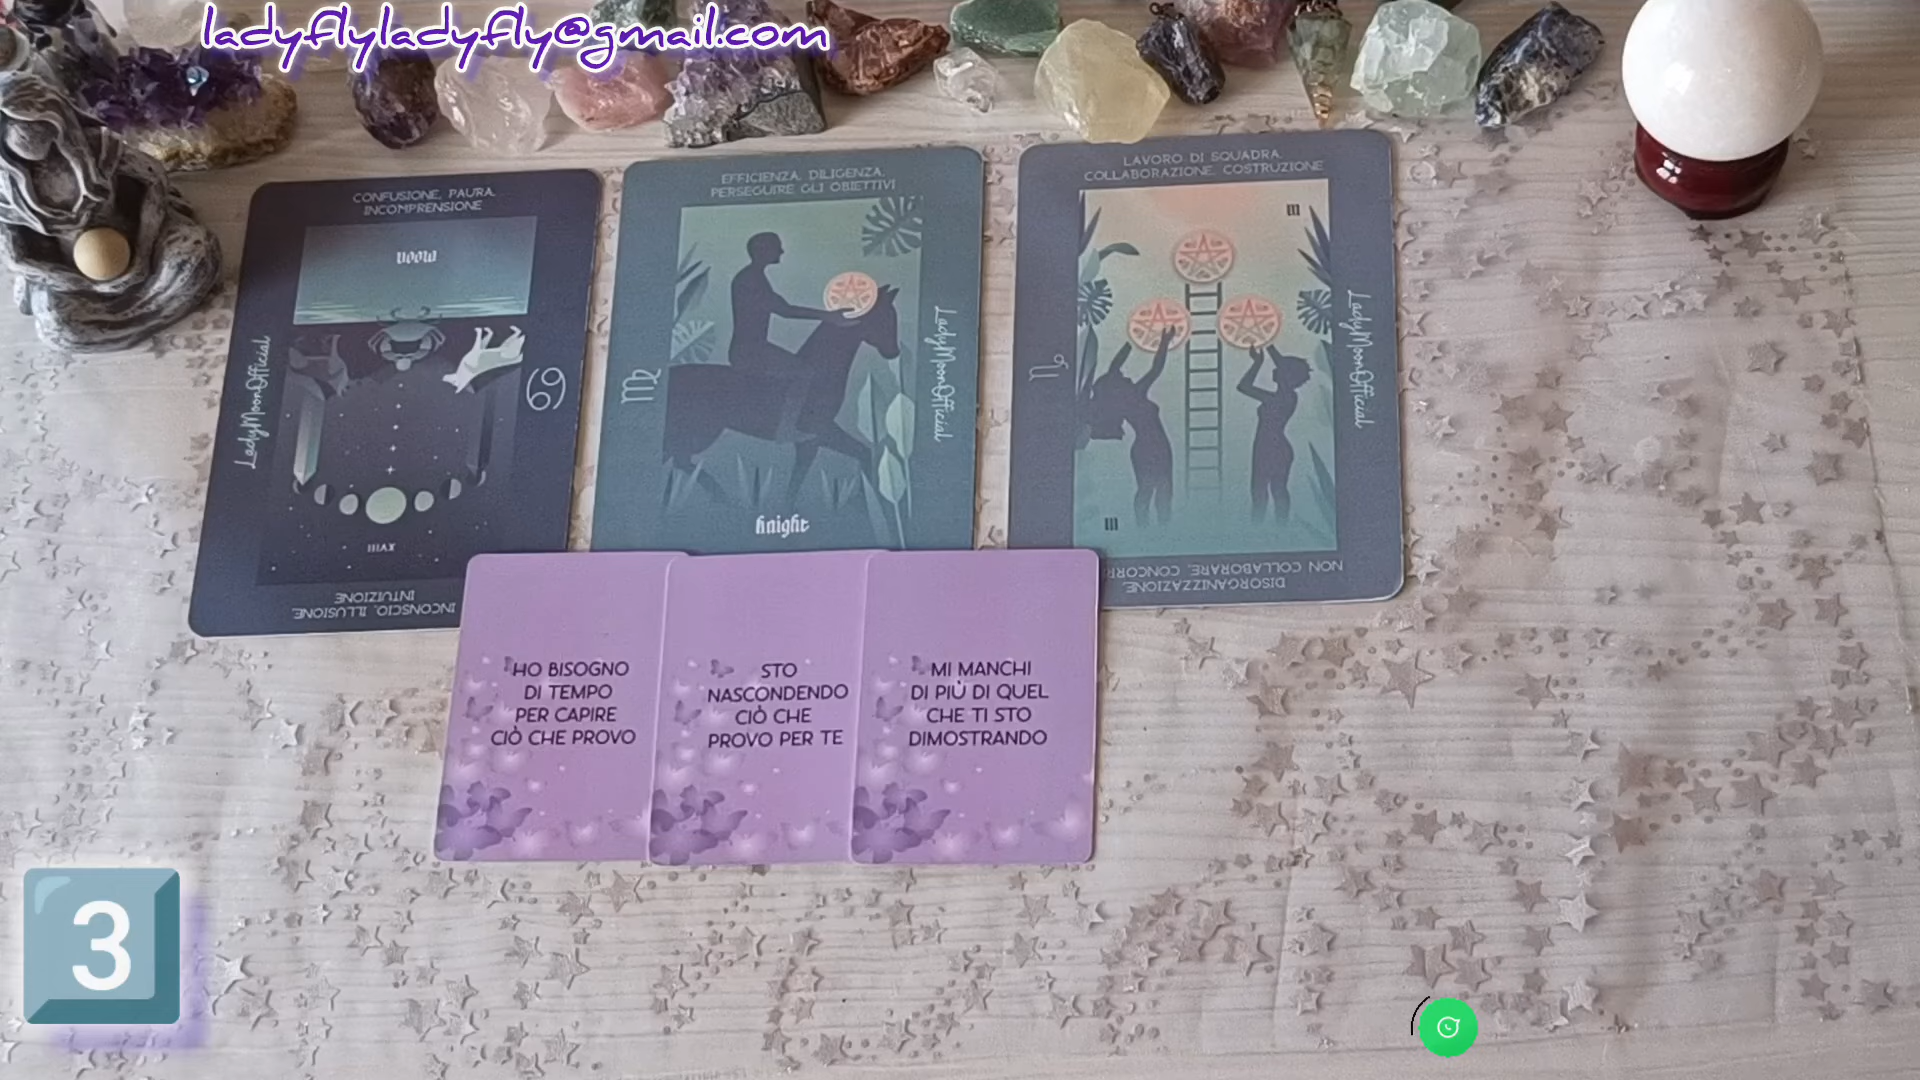 ladyflyladyfly@gmail.com
CONFUSIONE, PAURA,
INCOMPRENSIONE
MOON
LadyMoonOfficial
XVIII
INCONSCIO, ILLUSIONE,
INTUIZIONE
EFFICIENZA, DILIGENZA,
PERSEGUIRE GLI OBIETTIVI
LadyMoonOfficial
knight
LAVORO DI SQUADRA,
COLLABORAZIONE, COSTRUZIONE
III
LadyMoonOfficial
III
DISORGANIZZAZIONE,
NON COLLABORARE,
HO BISOGNO
DI TEMPO
PER CAPIRE
CIÒ CHE PROVO
STO
NASCONDENDO
CIÒ CHE
PROVO PER TE
MI MANCHI
DI PIÙ DI QUEL
CHE TI STO
DIMOSTRANDO
3